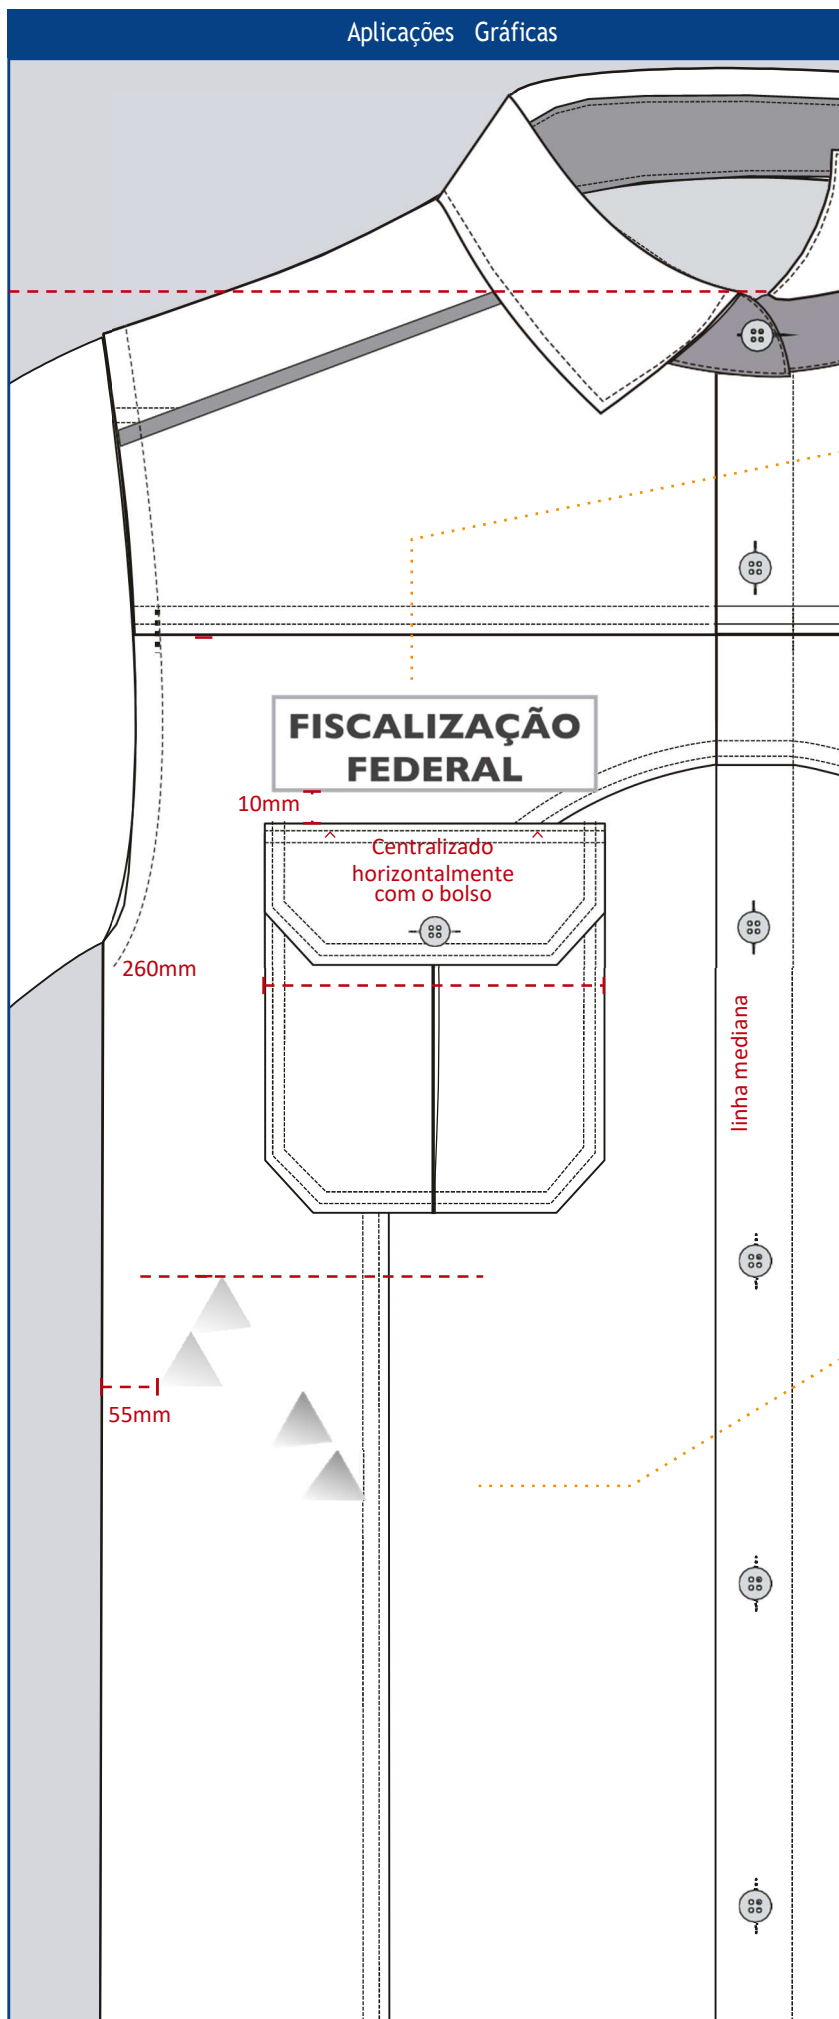 Aplicações Gráficas
FISCALIZAÇÃO
FEDERAL
10mm
Centralizado
horizontalmente
com o bolso
260mm
linha mediana
55mm